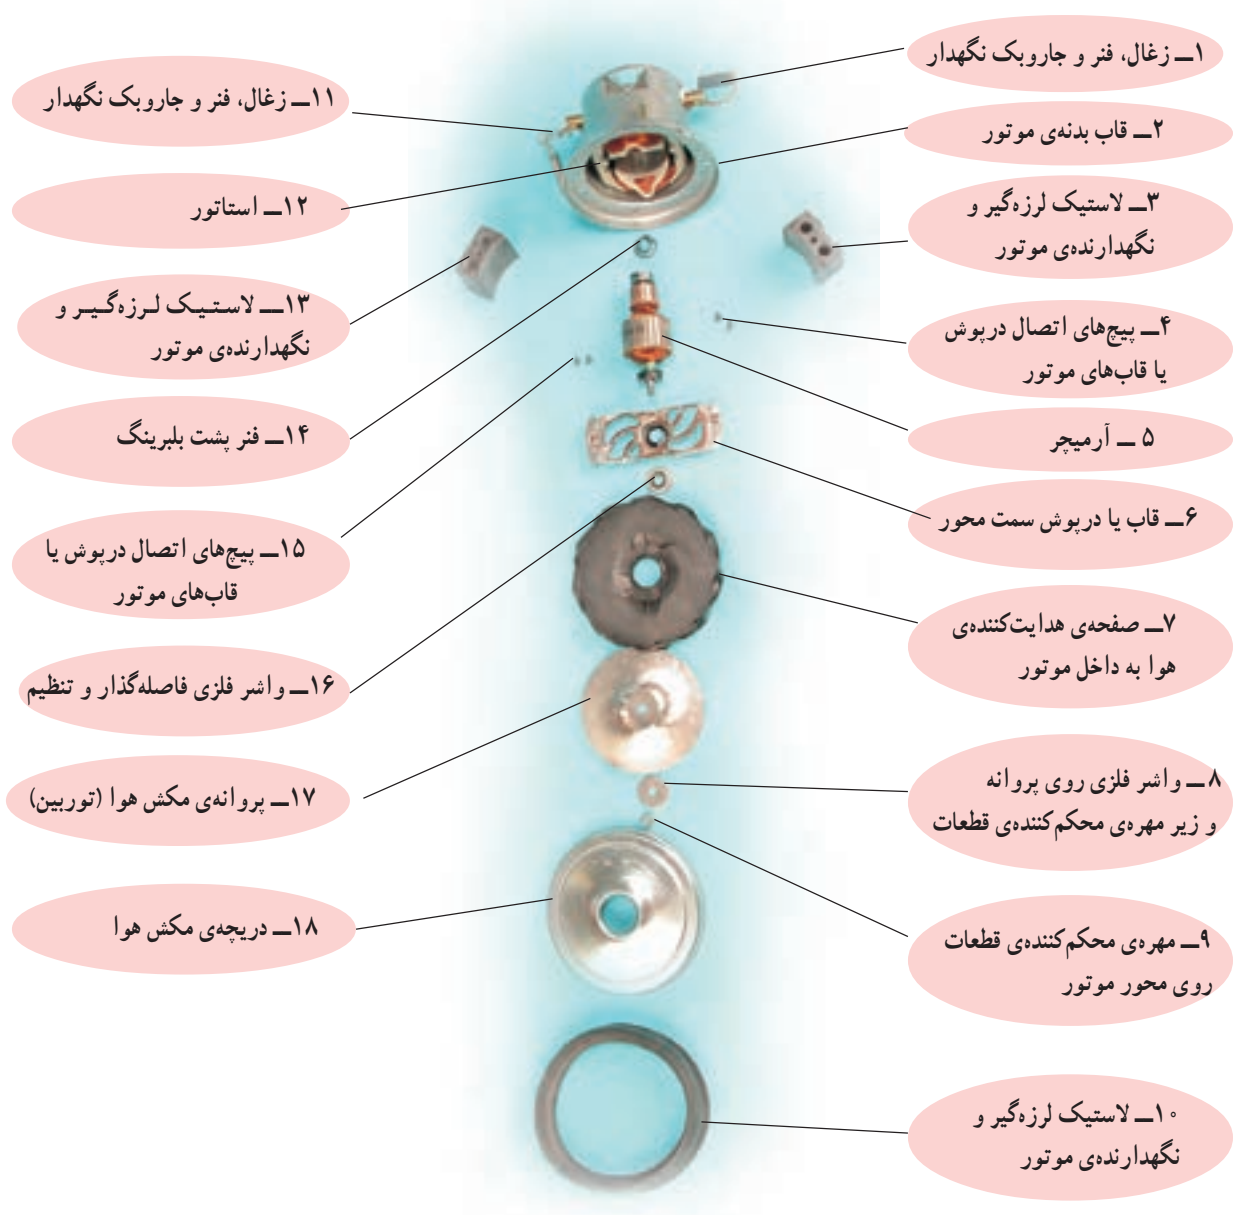 ۱ــ زغال، فنر و جاروبک نگهدار
۲ــ قاب بدنه‌ی موتور
۳ــ لاستیک لرزه‌گیر و
نگهدارنده‌ی موتور
۴ــ پیچ‌های اتصال درپوش
یا قاب‌های موتور
۵ ــ آرمیچر
۶ــ قاب یا درپوش سمت محور
۷ــ صفحه‌ی هدایت‌کننده‌ی
هوا به داخل موتور
۸ ــ واشر فلزی روی پروانه
و زیر مهره‌ی محکم‌کننده‌ی قطعات
۹ــ مهره‌ی محکم‌کننده‌ی قطعات
روی محور موتور
۱۰ــ لاستیک لرزه‌گیر و
نگهدارنده‌ی موتور
۱۱ــ زغال، فنر و جاروبک نگهدار
۱۲ــ استاتور
۱۳ــ لاستیک لرزه‌گیر و
نگهدارنده‌ی موتور
۱۴ــ فنر پشت بلبرینگ
۱۵ــ پیچ‌های اتصال درپوش یا
قاب‌های موتور
۱۶ــ واشر فلزی فاصله‌گذار و تنظیم
۱۷ــ پروانه‌ی مکش هوا (توربین)
۱۸ــ دریچه‌ی مکش هوا